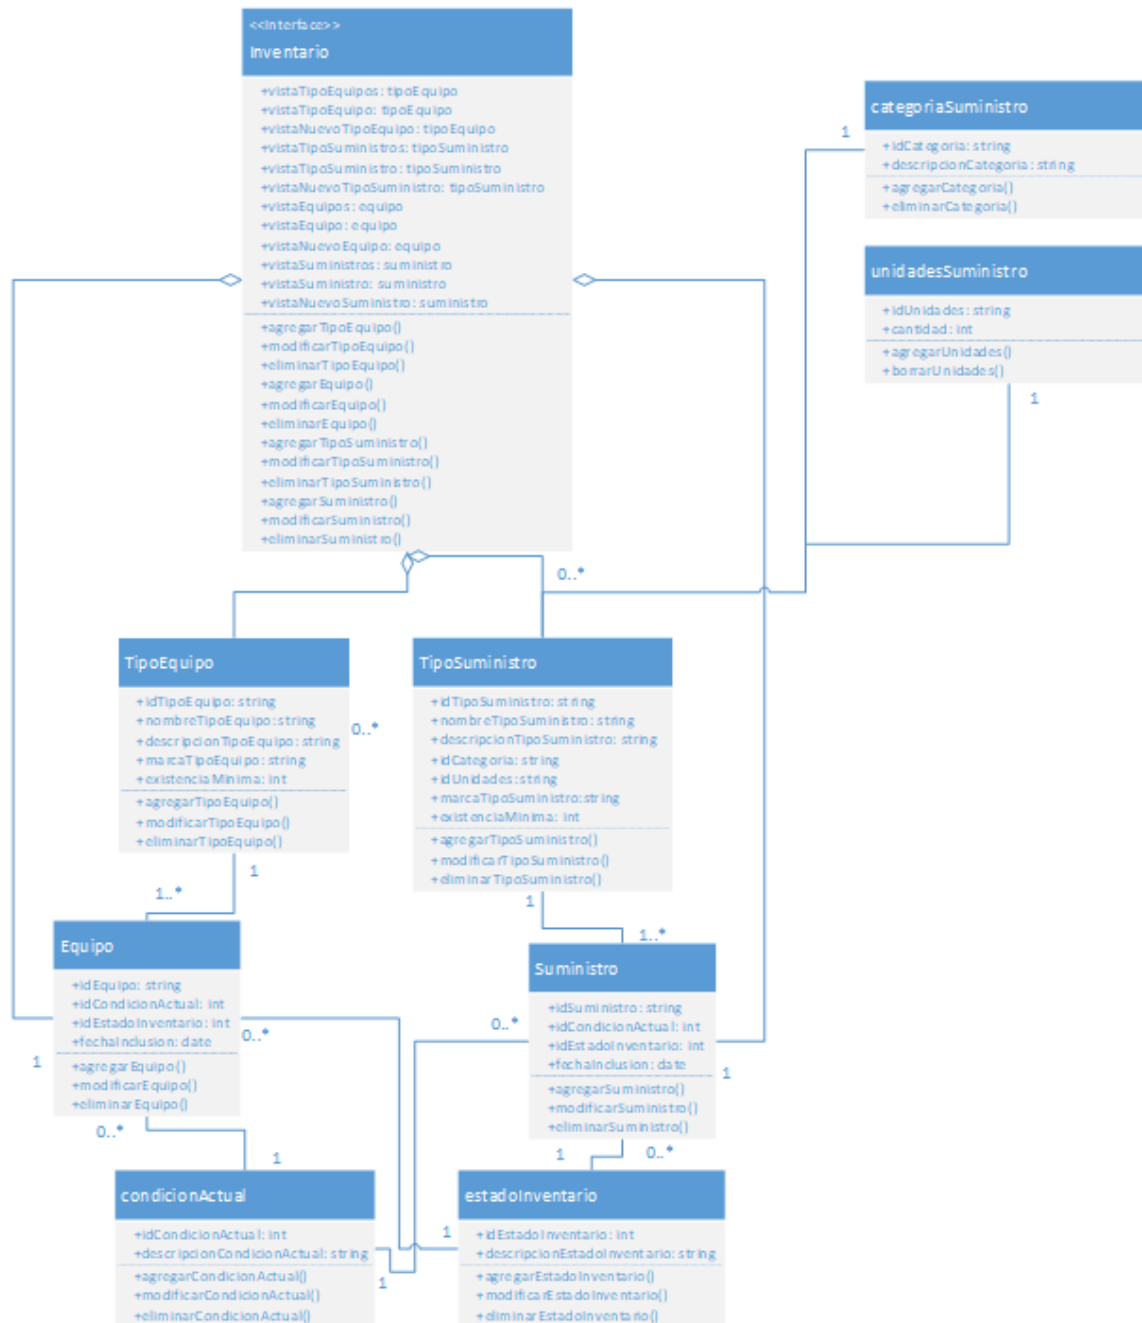 <<Interface>>
Inventario
+vistaTipoEquipos: tipoEquipo
+vistaTipoEquipo: tipoEquipo
+vistaNuevoTipoEquipo: tipoEquipo
+vistaTipoSuministros: tipoSuministro
+vistaTipoSuministro: tipoSuministro
+vistaNuevoTipoSuministro: tipoSuministro
+vistaEquipos: equipo
+vistaEquipo: equipo
+vistaNuevoEquipo: equipo
+vistaSuministros: suministro
+vistaSuministro: suministro
+vistaNuevoSuministro: suministro
+agregarTipoEquipo()
+modificarTipoEquipo()
+eliminarTipoEquipo()
+agregarEquipo()
+modificarEquipo()
+eliminarEquipo()
+agregarTipoSuministro()
+modificarTipoSuministro()
+eliminarTipoSuministro()
+agregarSuministro()
+modificarSuministro()
+eliminarSuministro()
categoriaSuministro
1
+idCategoria: string
+descripcionCategoria: string
+agregarCategoria()
+eliminarCategoria()
unidadesSuministro
+idUnidades: string
+cantidad: int
+agregarUnidades()
+borrarUnidades()
1
0..*
TipoEquipo
+idTipoEquipo: string
+nombreTipoEquipo: string
+descripcionTipoEquipo: string
+marcaTipoEquipo: string
+existenciaMinima: int
+agregarTipoEquipo()
+modificarTipoEquipo()
+eliminarTipoEquipo()
0..*
1
1..*
TipoSuministro
+idTipoSuministro: string
+nombreTipoSuministro: string
+descripcionTipoSuministro: string
+idCategoria: string
+idUnidades: string
+marcaTipoSuministro: string
+existenciaMinima: int
+agregarTipoSuministro()
+modificarTipoSuministro()
+eliminarTipoSuministro()
1
1..*
Equipo
+idEquipo: string
+idCondicionActual: int
+idEstadoInventario: int
+fechaInclusion: date
+agregarEquipo()
+modificarEquipo()
+eliminarEquipo()
0..*
1
0..*
1
Suministro
+idSuministro: string
+idCondicionActual: int
+idEstadoInventario: int
+fechaInclusion: date
+agregarSuministro()
+modificarSuministro()
+eliminarSuministro()
0..*
1
1
0..*
condicionActual
+idCondicionActual: int
+descripcionCondicionActual: string
+agregarCondicionActual()
+modificarCondicionActual()
+eliminarCondicionActual()
1
1
estadoInventario
+idEstadoInventario: int
+descripcionEstadoInventario: string
+agregarEstadoInventario()
+modificarEstadoInventario()
+eliminarEstadoInventario()